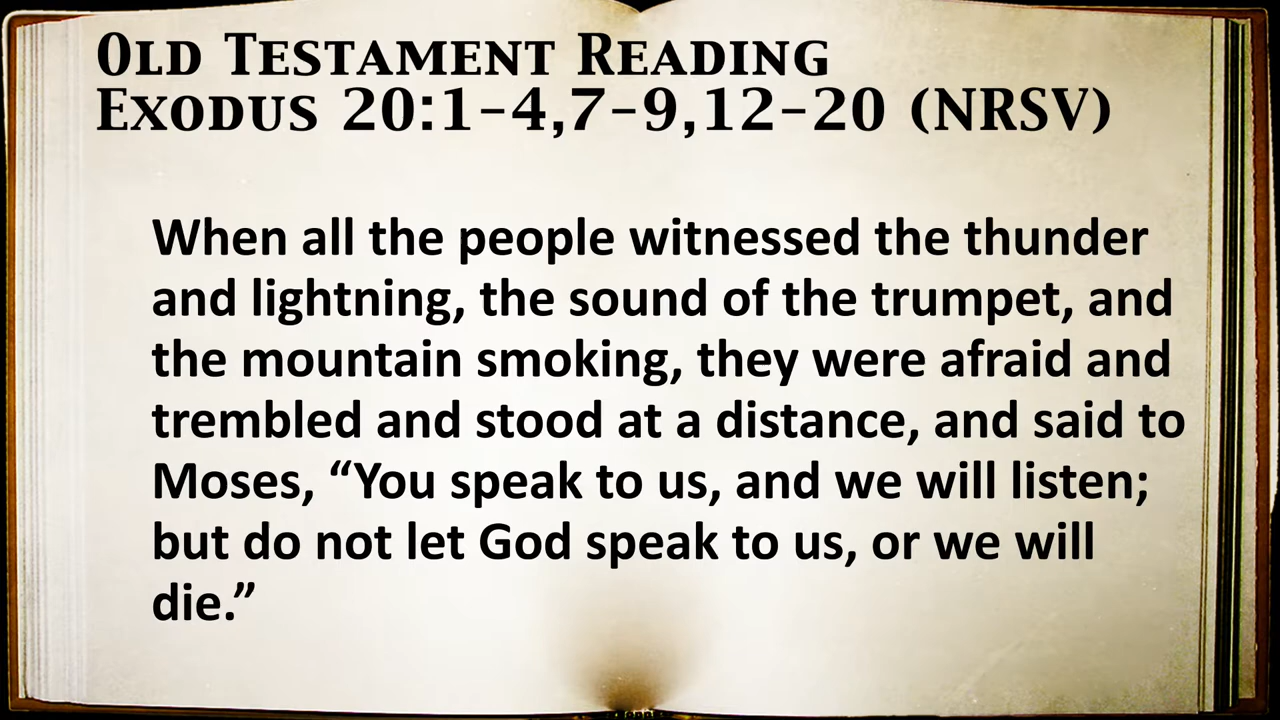 Old Testament Reading
Exodus 20:1-4,7-9,12-20 (NRSV)
When all the people witnessed the thunder
and lightning, the sound of the trumpet, and
the mountain smoking, they were afraid and
trembled and stood at a distance, and said to
Moses, “You speak to us, and we will listen;
but do not let God speak to us, or we will
die.”